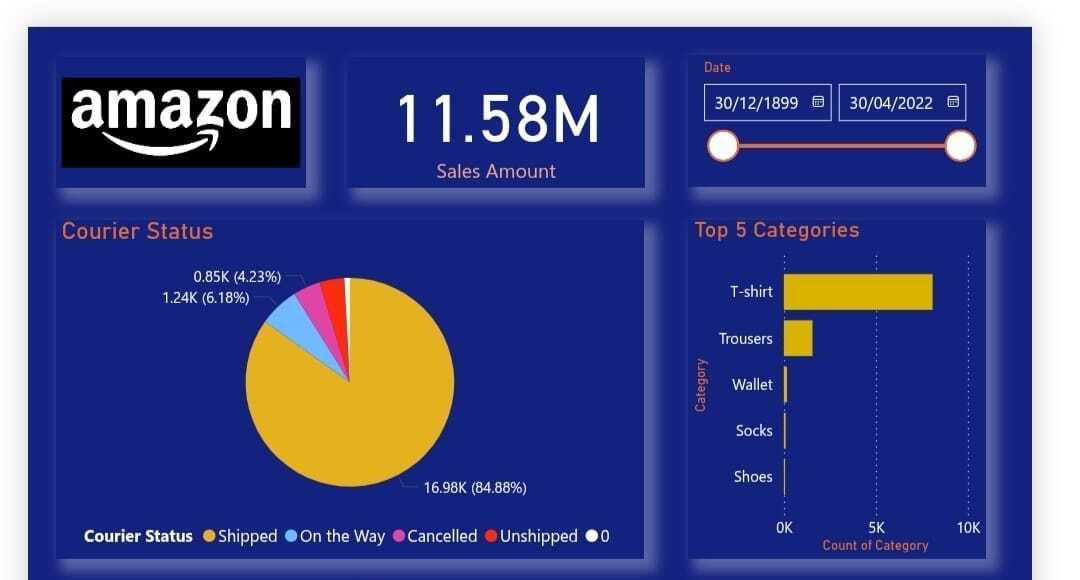 amazon
11.58M
Sales Amount
Date
30/12/1899
30/04/2022
Courier Status
0.85K (4.23%)
1.24K (6.18%)
16.98K (84.88%)
Courier Status Shipped On the Way Cancelled Unshipped 0
Top 5 Categories
Category
T-shirt
Trousers
Wallet
Socks
Shoes
0K 5K 10K
Count of Category